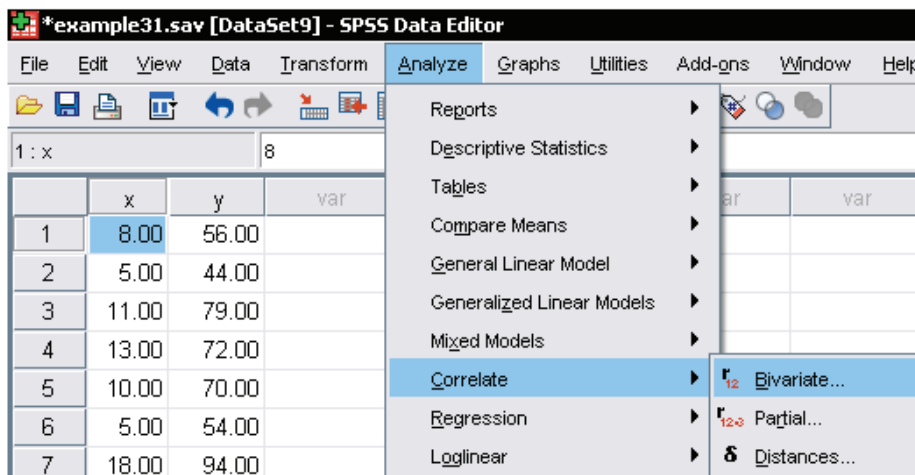 *example31.sav [DataSet9] - SPSS Data Editor
File Edit View Data Transform Analyze Graphs Utilities Add-ons Window Help
1 : x 8
Reports
Descriptive Statistics
Tables
Compare Means
General Linear Model
Generalized Linear Models
Mixed Models
Correlate
Regression
Loglinear
r12 Bivariate...
r12•3 Partial...
δ Distances...
x y var ar var
1 8.00 56.00
2 5.00 44.00
3 11.00 79.00
4 13.00 72.00
5 10.00 70.00
6 5.00 54.00
7 18.00 94.00